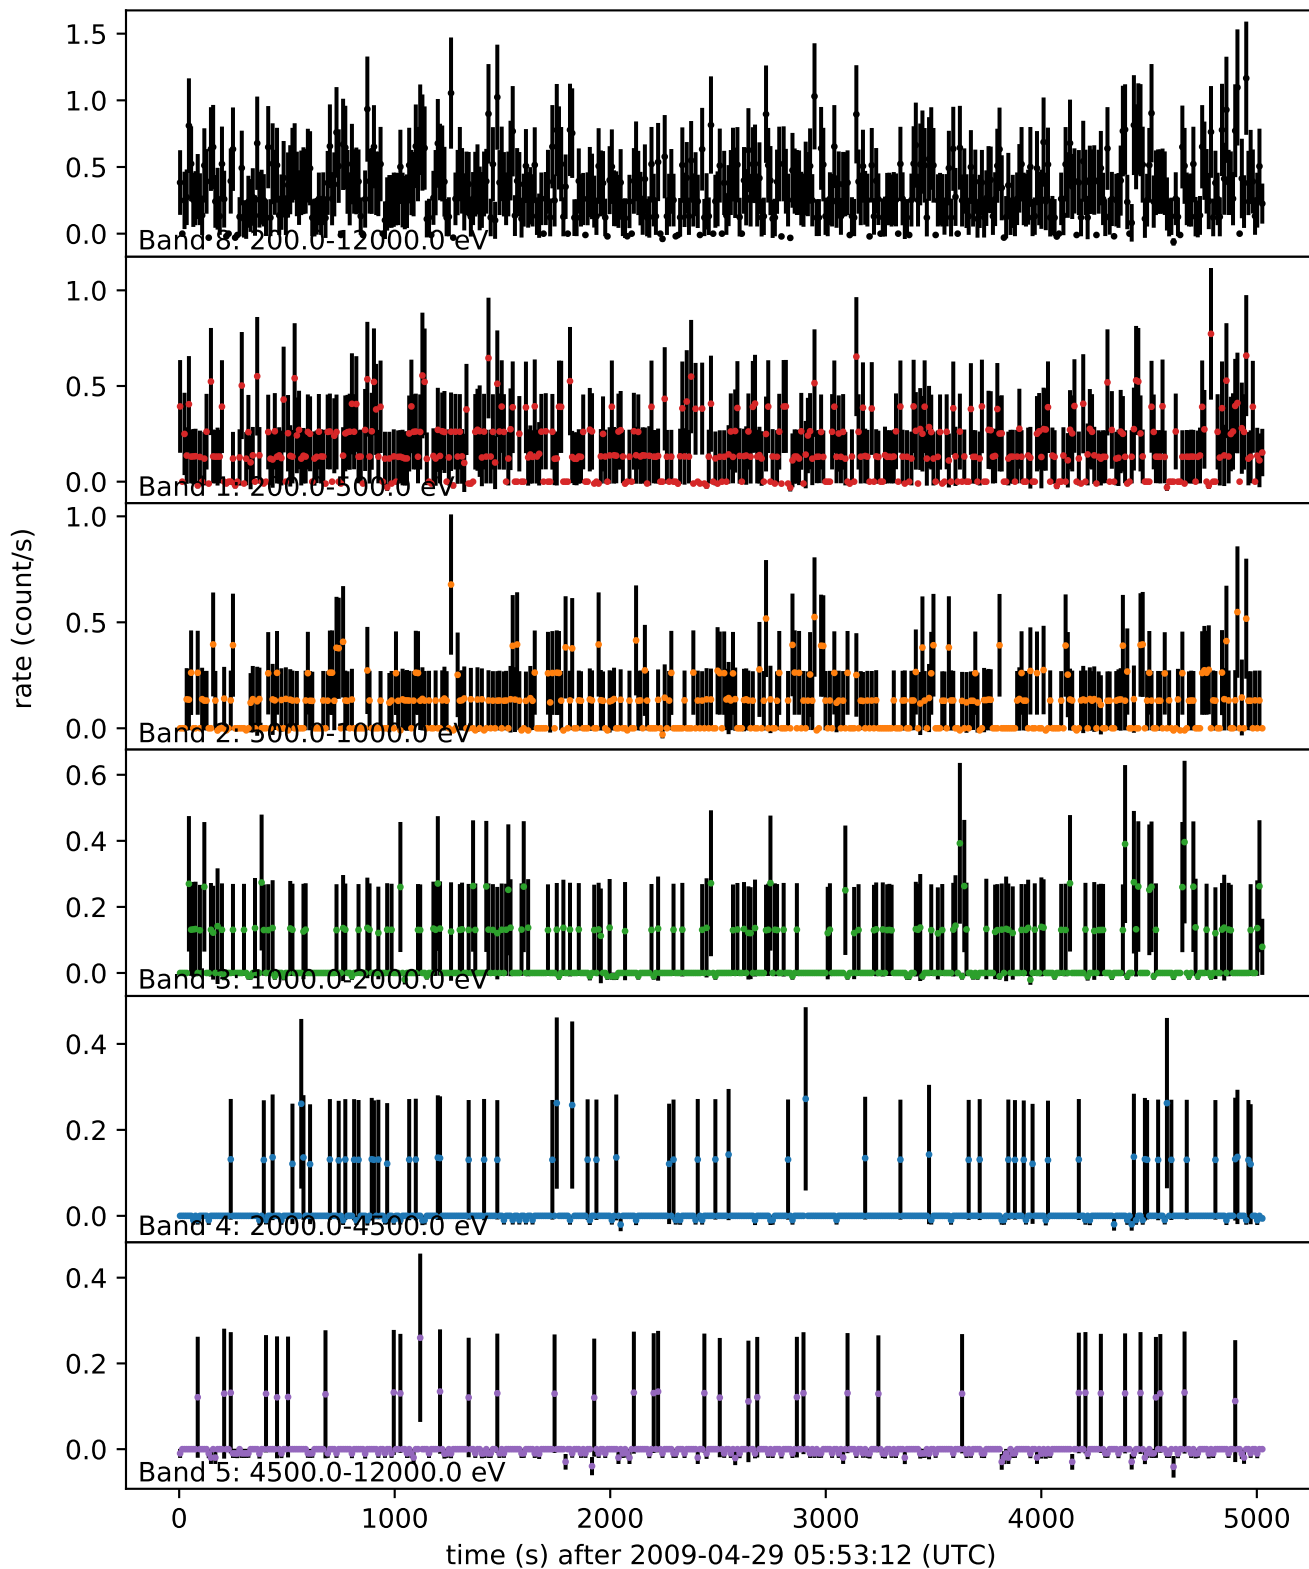 1.5
1.0
0.5
0.0
Band 8: 200.0-12000.0 eV
1.0
0.5
0.0
Band 1: 200.0-500.0 eV
1.0
0.5
0.0
Band 2: 500.0-1000.0 eV
rate (count/s)
0.6
0.4
0.2
0.0
Band 3: 1000.0-2000.0 eV
0.4
0.2
0.0
Band 4: 2000.0-4500.0 eV
0.4
0.2
0.0
Band 5: 4500.0-12000.0 eV
0 1000 2000 3000 4000 5000
time (s) after 2009-04-29 05:53:12 (UTC)